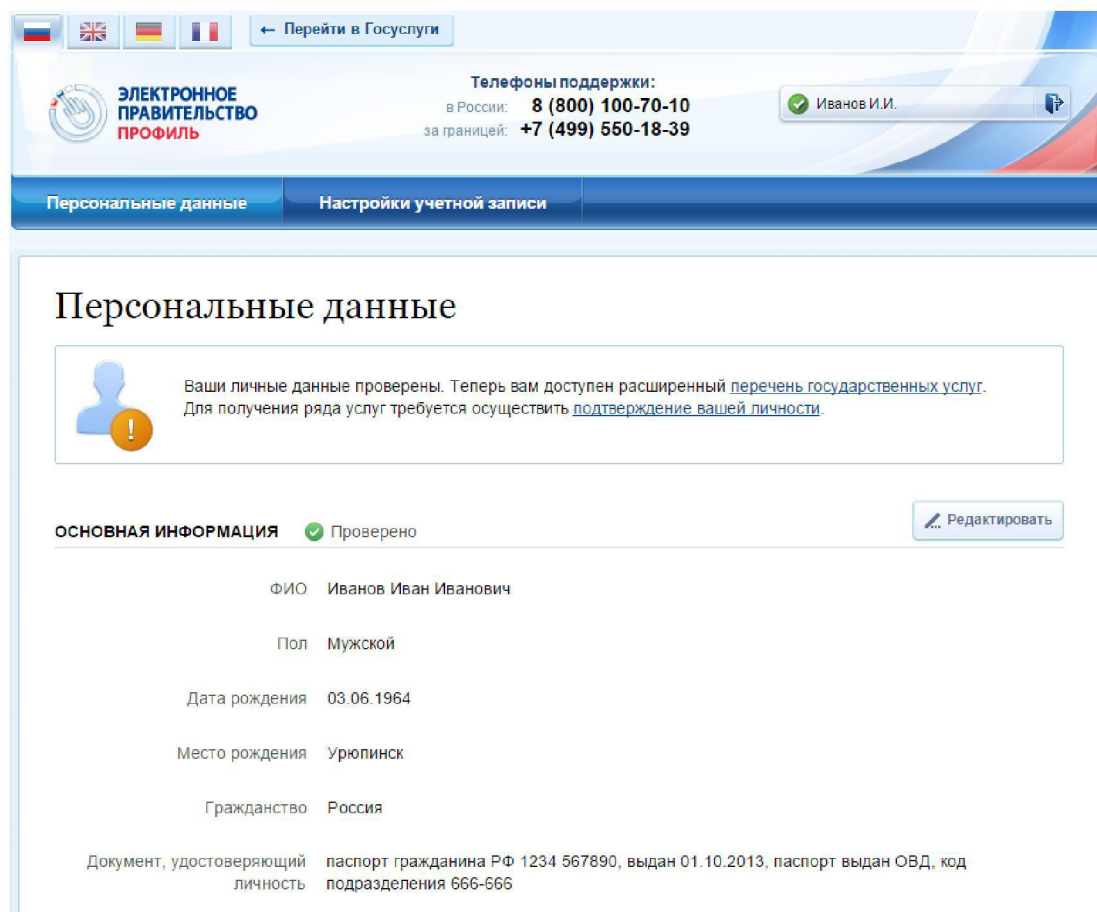 ← Перейти в Госуслуги
ЭЛЕКТРОННОЕ
ПРАВИТЕЛЬСТВО
ПРОФИЛЬ
Телефоны поддержки:
в России: 8 (800) 100-70-10
за границей: +7 (499) 550-18-39
Иванов И.И.
Персональные данные
Настройки учетной записи
Персональные данные
Ваши личные данные проверены. Теперь вам доступен расширенный перечень государственных услуг.
Для получения ряда услуг требуется осуществить подтверждение вашей личности.
ОСНОВНАЯ ИНФОРМАЦИЯ Проверено
Редактировать
ФИО Иванов Иван Иванович
Пол Мужской
Дата рождения 03.06.1964
Место рождения Урюпинск
Гражданство Россия
Документ, удостоверяющий паспорт гражданина РФ 1234 567890, выдан 01.10.2013, паспорт выдан ОВД, код
личность подразделения 666-666